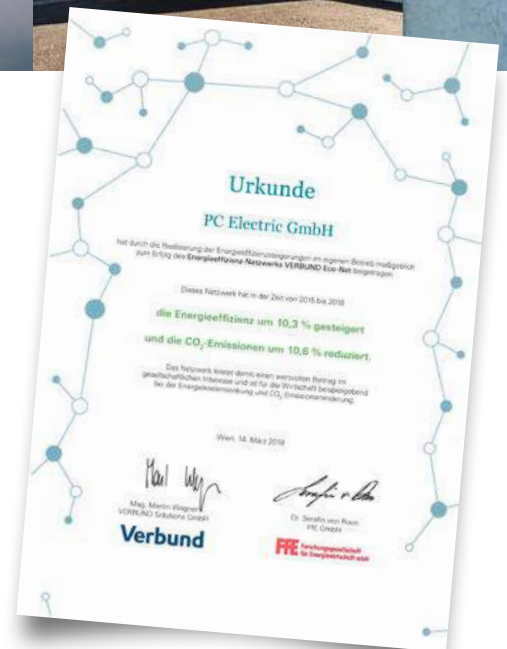 Urkunde
PC Electric GmbH
hat durch die Realisierung der Energieeffizienzsteigerungen im eigenen Betrieb maßgeblich
zum Erfolg des Energieeffizienz Netzwerks VERBUND Eco-Net beigetragen
Dieses Netzwerk hat in der Zeit von 2015 bis 2018
die Energieeffizienz um 10,3 % gesteigert
und die CO₂-Emissionen um 10,6 % reduziert.
Das Netzwerk leistet damit einen wertvollen Beitrag im
gesellschaftlichen Interesse und ist für die Wirtschaft beispielgebend
bei der Energiekostensenkung und CO₂ Emissionsminderung.
Wien, 14. März 2018
Mag. Martin Wagner
VERBUND Solutions GmbH
Dr. Serafin von Roon
FfE GmbH
Verbund
FfE Forschungsgesellschaft
für Energiewirtschaft mbH